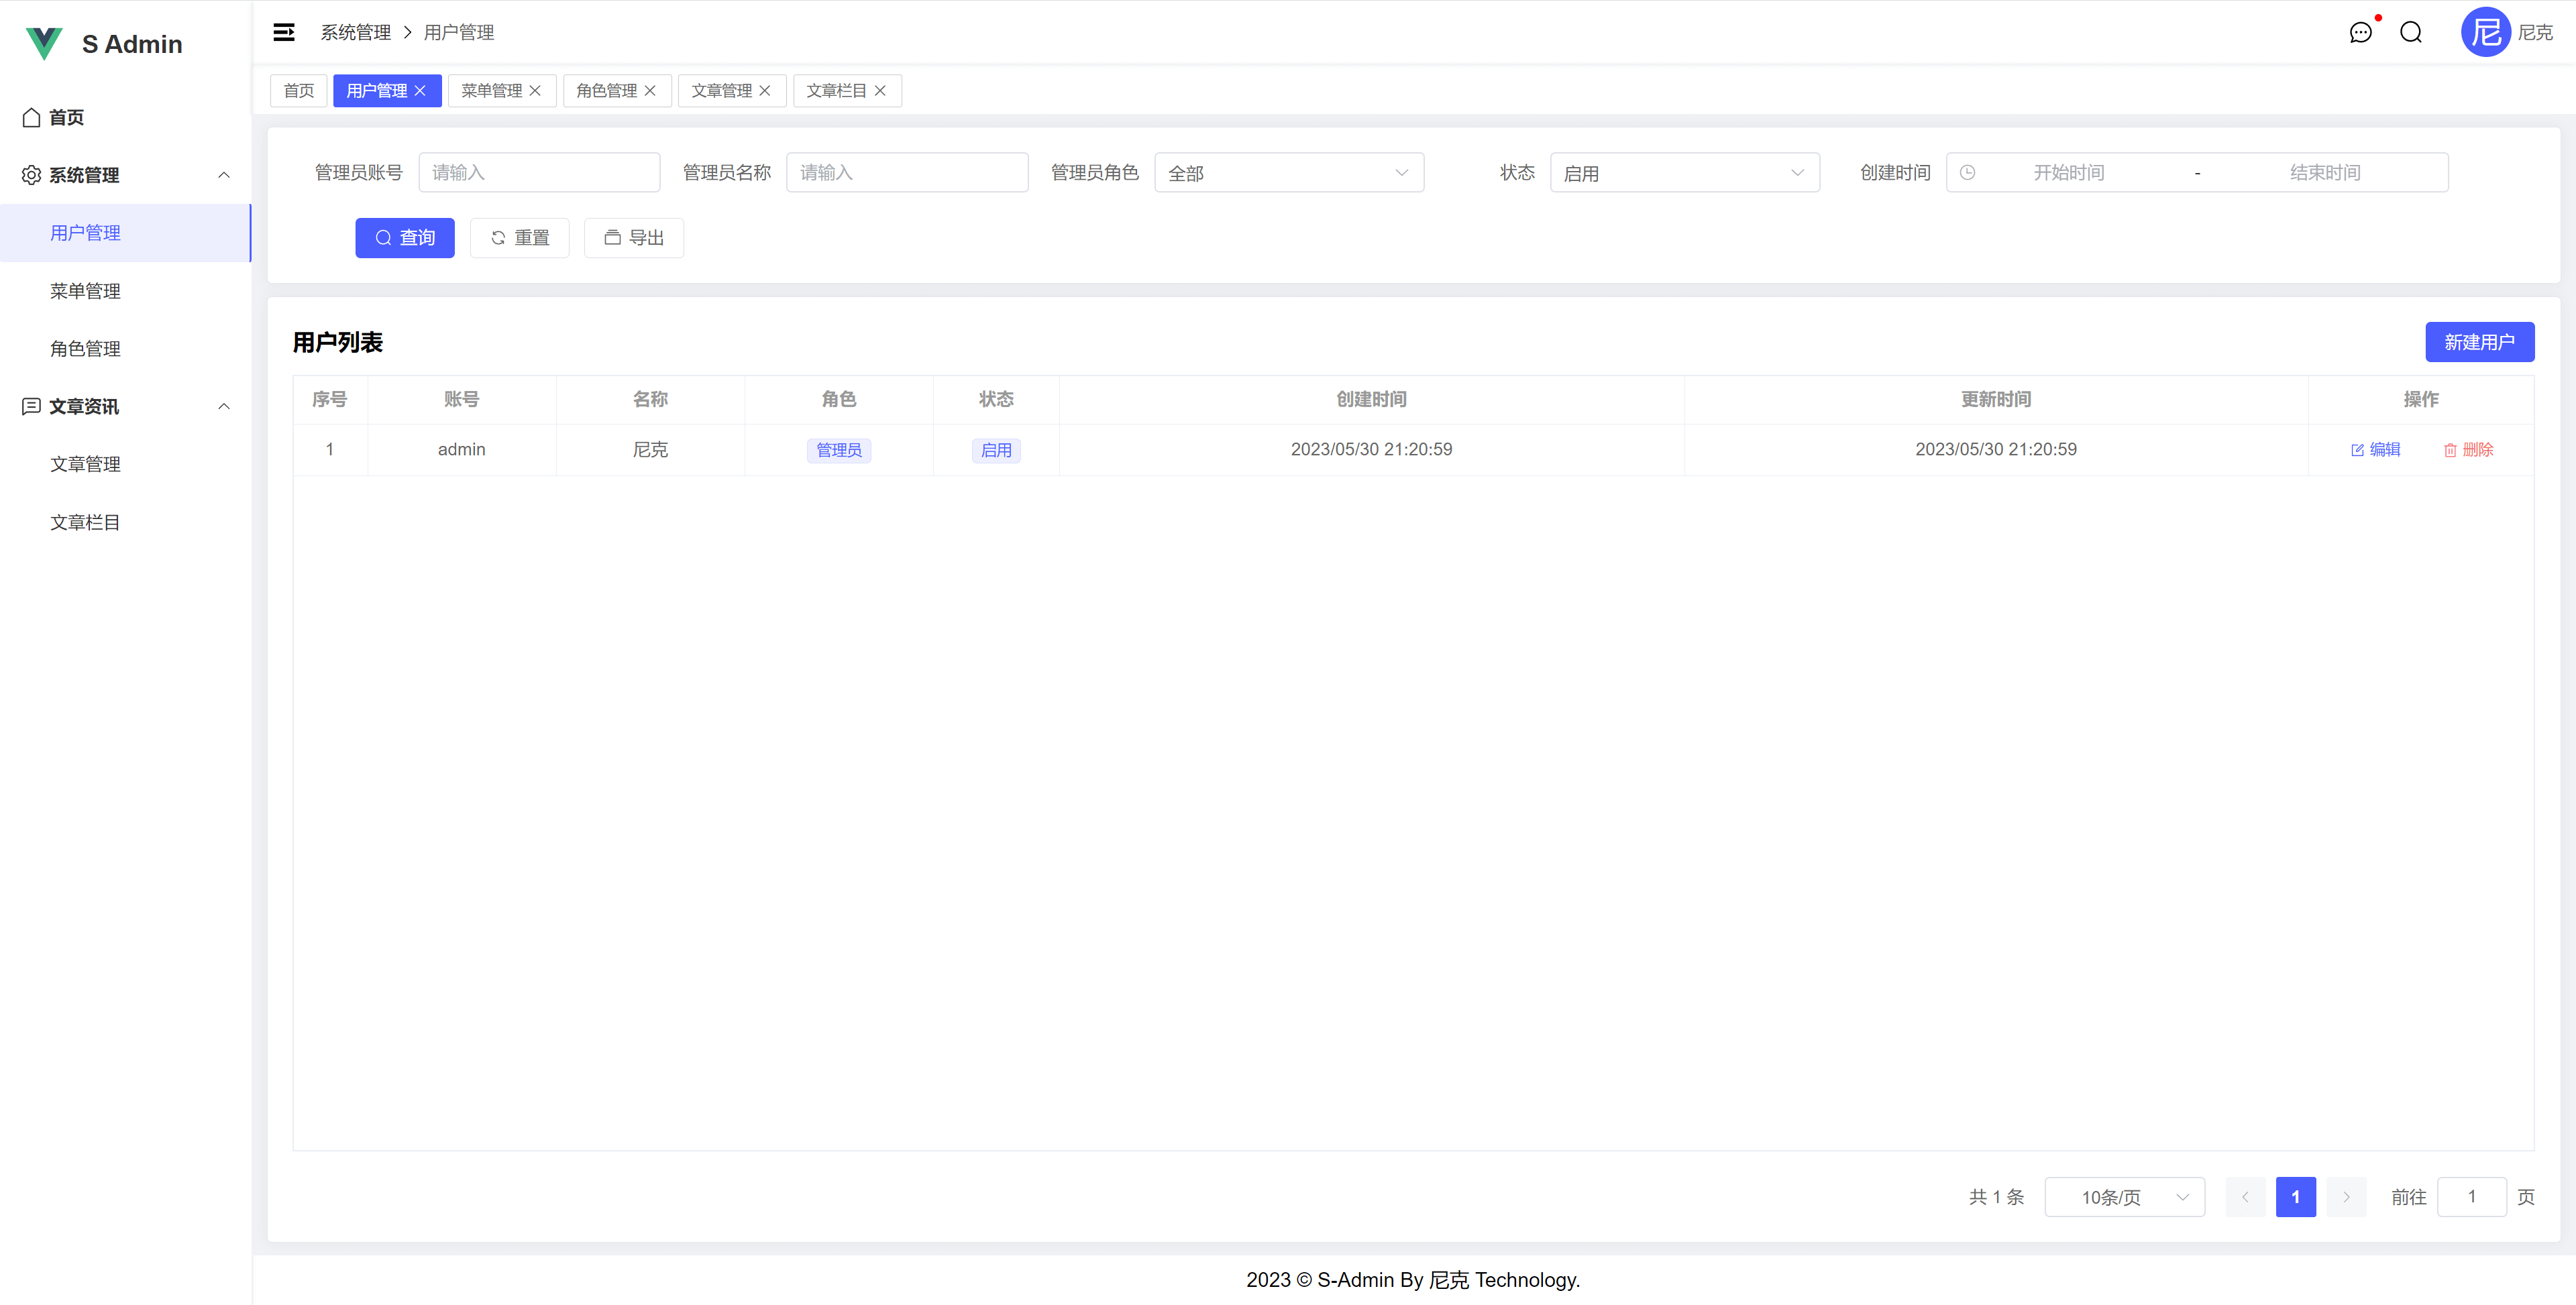 S Admin
首页
系统管理
用户管理
菜单管理
角色管理
文章资讯
文章管理
文章栏目
系统管理 > 用户管理
尼 尼克
首页 用户管理 菜单管理 角色管理 文章管理 文章栏目
管理员账号 请输入 管理员名称 请输入 管理员角色 全部 状态 启用 创建时间 开始时间 - 结束时间
查询 重置 导出
用户列表 新建用户
序号 账号 名称 角色 状态 创建时间 更新时间 操作
1 admin 尼克 管理员 启用 2023/05/30 21:20:59 2023/05/30 21:20:59 编辑 删除
共 1 条 10条/页 1 前往 1 页
2023 © S-Admin By 尼克 Technology.